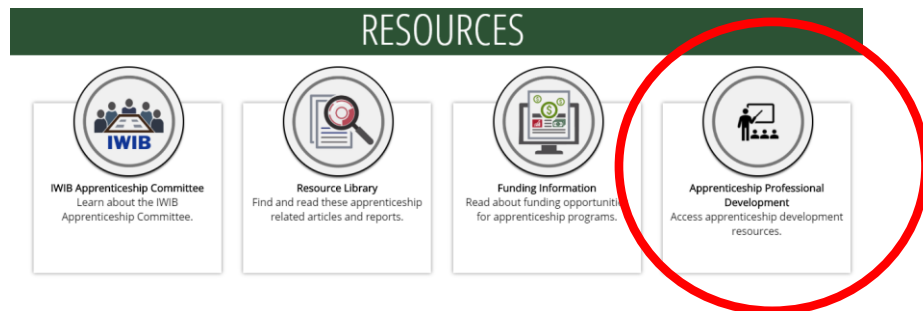 RESOURCES
IWIB
IWIB Apprenticeship Committee
Learn about the IWIB
Apprenticeship Committee.
Resource Library
Find and read these apprenticeship
related articles and reports.
Funding Information
Read about funding opportunities
for apprenticeship programs.
Apprenticeship Professional
Development
Access apprenticeship development
resources.